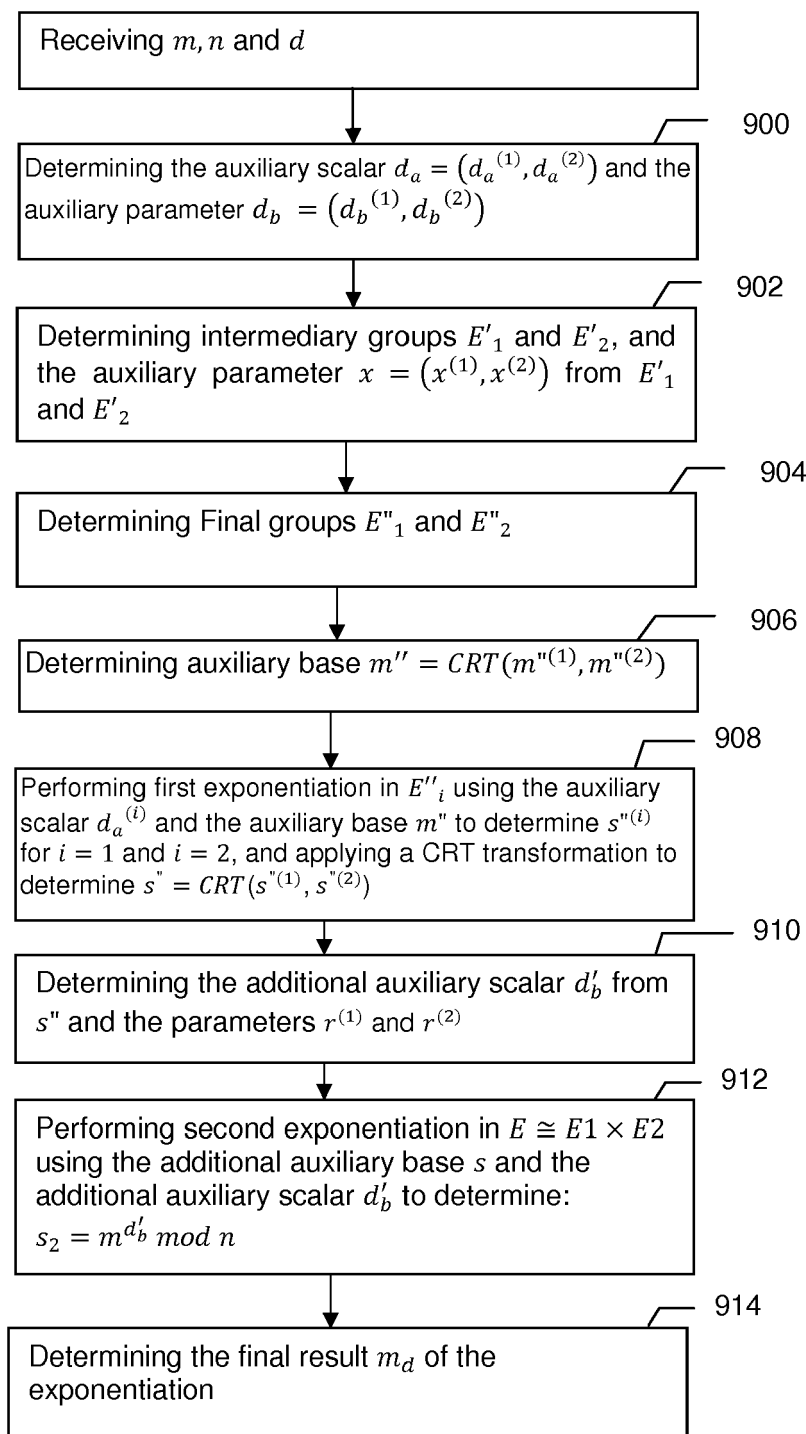 Receiving m, n and d
900
Determining the auxiliary scalar d_a = (d_a^(1), d_a^(2)) and the
auxiliary parameter d_b = (d_b^(1), d_b^(2))
902
Determining intermediary groups E'_1 and E'_2, and
the auxiliary parameter x = (x^(1), x^(2)) from E'_1
and E'_2
904
Determining Final groups E"_1 and E"_2
906
Determining auxiliary base m'' = CRT(m"^(1), m"^(2))
908
Performing first exponentiation in E''_i using the auxiliary
scalar d_a^(i) and the auxiliary base m" to determine s"^(i)
for i = 1 and i = 2, and applying a CRT transformation to
determine s" = CRT(s"^(1), s"^(2))
910
Determining the additional auxiliary scalar d'_b from
s" and the parameters r^(1) and r^(2)
912
Performing second exponentiation in E ≅ E1 × E2
using the additional auxiliary base s and the
additional auxiliary scalar d'_b to determine:
s_2 = m^(d'_b) mod n
914
Determining the final result m_d of the
exponentiation